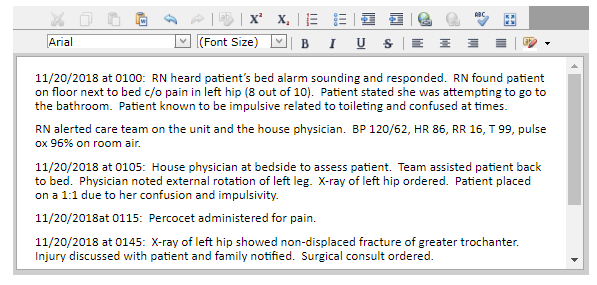 ABC
X² X₂
Arial (Font Size) B I U S
11/20/2018 at 0100:  RN heard patient's bed alarm sounding and responded.  RN found patient
on floor next to bed c/o pain in left hip (8 out of 10).  Patient stated she was attempting to go to
the bathroom.  Patient known to be impulsive related to toileting and confused at times.
RN alerted care team on the unit and the house physician.  BP 120/62, HR 86, RR 16, T 99, pulse
ox 96% on room air.
11/20/2018 at 0105:  House physician at bedside to assess patient.  Team assisted patient back
to bed.  Physician noted external rotation of left leg.  X-ray of left hip ordered.  Patient placed
on a 1:1 due to her confusion and impulsivity.
11/20/2018at 0115:  Percocet administered for pain.
11/20/2018 at 0145:  X-ray of left hip showed non-displaced fracture of greater trochanter.
Injury discussed with patient and family notified.  Surgical consult ordered.